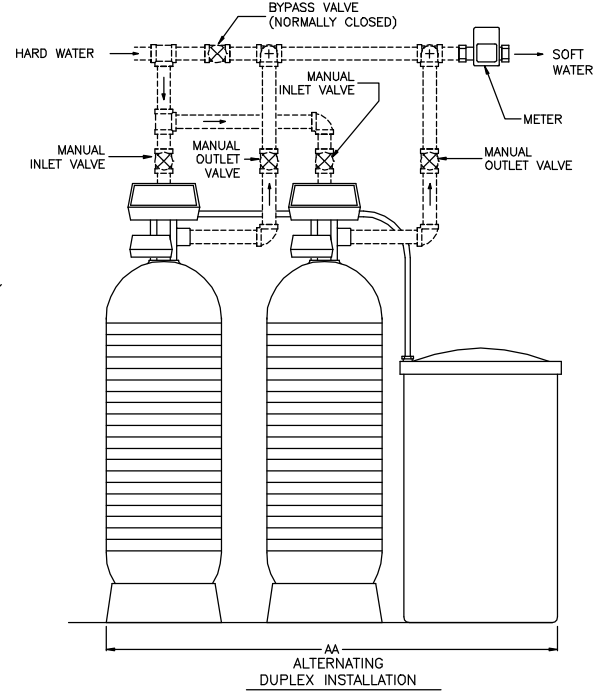 BYPASS VALVE
(NORMALLY CLOSED)
HARD WATER
SOFT
WATER
MANUAL
INLET VALVE
METER
MANUAL
INLET VALVE
MANUAL
OUTLET
VALVE
MANUAL
OUTLET VALVE
AA
ALTERNATING
DUPLEX INSTALLATION